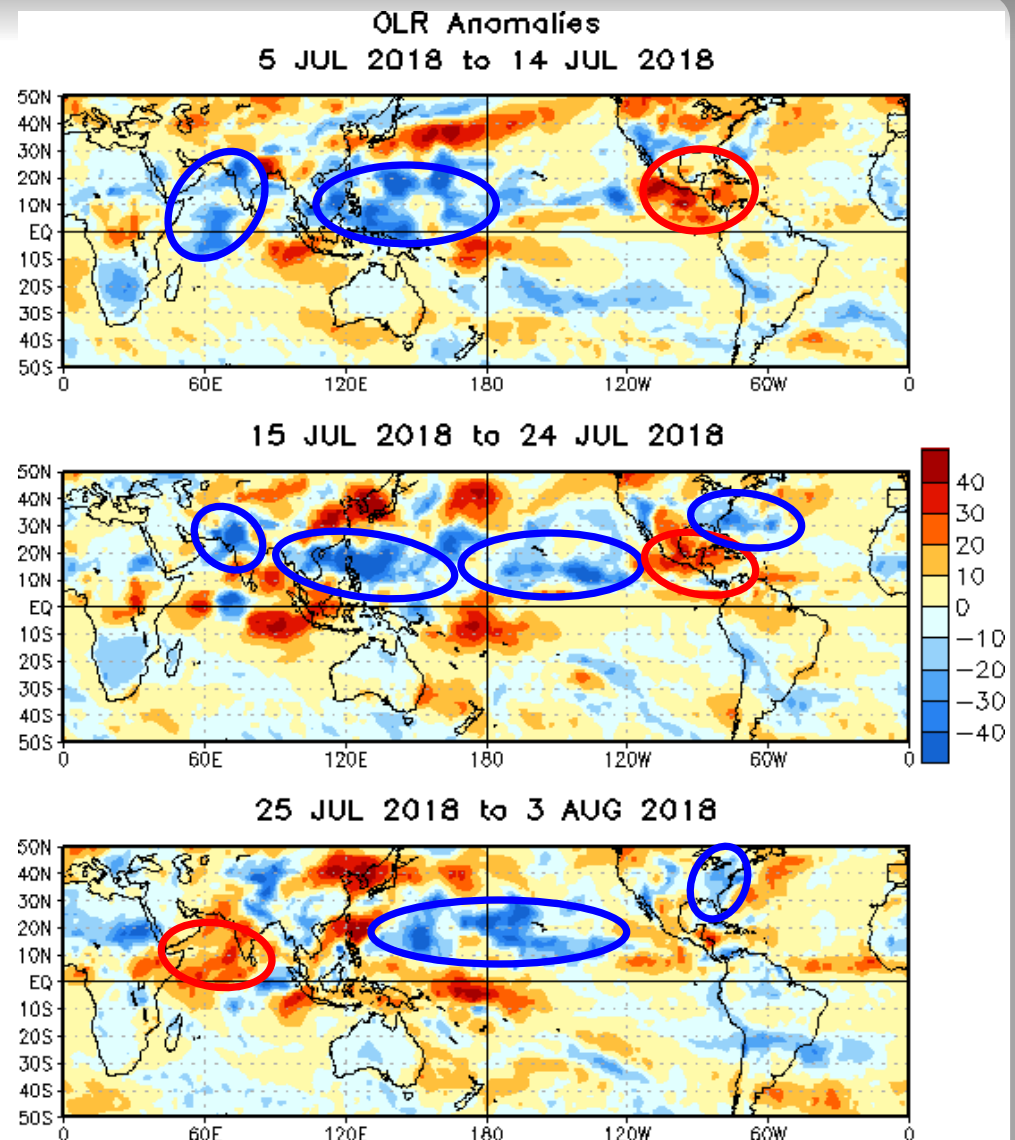 OLR Anomalies
5 JUL 2018 to 14 JUL 2018
50N
40N
30N
20N
10N
EQ
10S
20S
30S
40S
50S
0 60E 120E 180 120W 60W 0
15 JUL 2018 to 24 JUL 2018
50N
40N
30N
20N
10N
EQ
10S
20S
30S
40S
50S
0 60E 120E 180 120W 60W 0
40
30
20
10
0
-10
-20
-30
-40
25 JUL 2018 to 3 AUG 2018
50N
40N
30N
20N
10N
EQ
10S
20S
30S
40S
50S
0 60E 120E 180 120W 60W 0